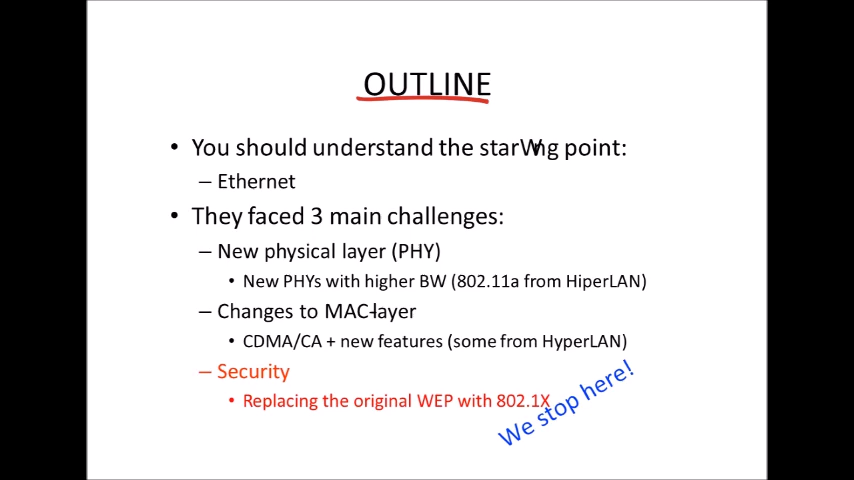 OUTLINE
• You should understand the starWng point:
– Ethernet
• They faced 3 main challenges:
– New physical layer (PHY)
• New PHYs with higher BW (802.11a from HiperLAN)
– Changes to MAC-layer
• CDMA/CA + new features (some from HyperLAN)
– Security
• Replacing the original WEP with 802.1X
We stop here!